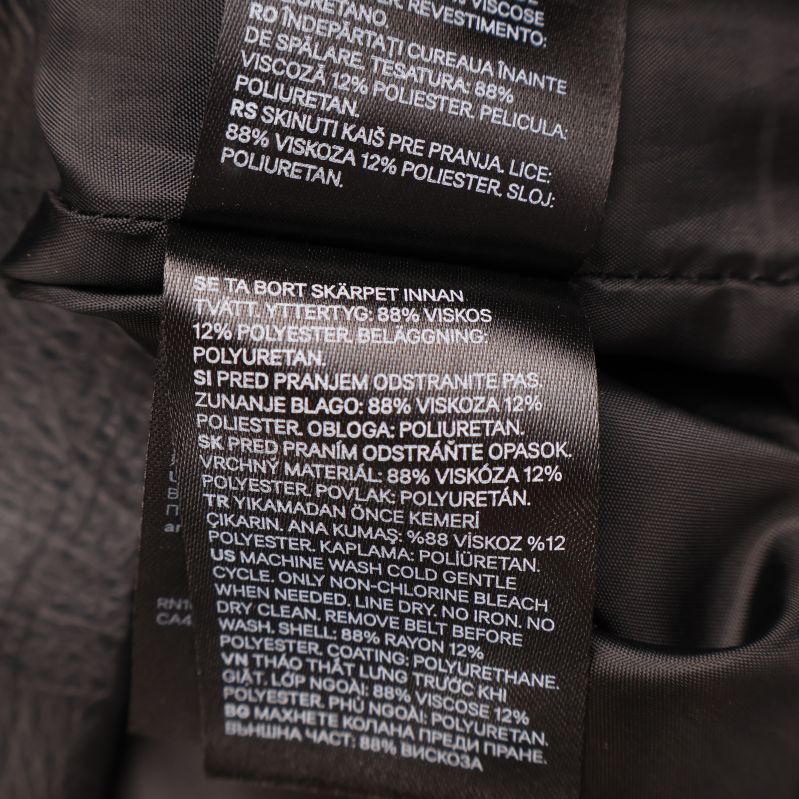 VISCOSE
POLIURETANO. REVESTIMENTO:
RO ÎNDEPĂRTAȚI CUREAUA ÎNAINTE
DE SPĂLARE. ȚESĂTURĂ: 88%
VISCOZĂ 12% POLIESTER. PELICULA:
POLIURETAN.
RS SKINUTI KAIŠ PRE PRANJA. LICE:
88% VISKOZA 12% POLIESTER. SLOJ:
POLIURETAN.
SE TA BORT SKÄRPET INNAN
TVÄTT. YTTERTYG: 88% VISKOS
12% POLYESTER. BELÄGGNING:
POLYURETAN.
SI PRED PRANJEM ODSTRANITE PAS.
ZUNANJE BLAGO: 88% VISKOZA 12%
POLIESTER. OBLOGA: POLIURETAN.
SK PRED PRANÍM ODSTRÁŇTE OPASOK.
VRCHNÝ MATERIÁL: 88% VISKÓZA 12%
POLYESTER. POVLAK: POLYURETÁN.
TR YIKAMADAN ÖNCE KEMERİ
ÇIKARIN. ANA KUMAŞ: %88 VİSKOZ %12
POLYESTER. KAPLAMA: POLİÜRETAN.
US MACHINE WASH COLD GENTLE
CYCLE. ONLY NON-CHLORINE BLEACH
WHEN NEEDED. LINE DRY. NO IRON. NO
DRY CLEAN. REMOVE BELT BEFORE
WASH. SHELL: 88% RAYON 12%
POLYESTER. COATING: POLYURETHANE.
VN THÁO THẮT LƯNG TRƯỚC KHI
GIẶT. LỚP NGOÀI: 88% VISCOSE 12%
POLYESTER. PHỦ NGOÀI: POLYURETAN.
BG МАХНЕТЕ КОЛАНА ПРЕДИ ПРАНЕ.
ВЪНШНА ЧАСТ: 88% ВИСКОЗА